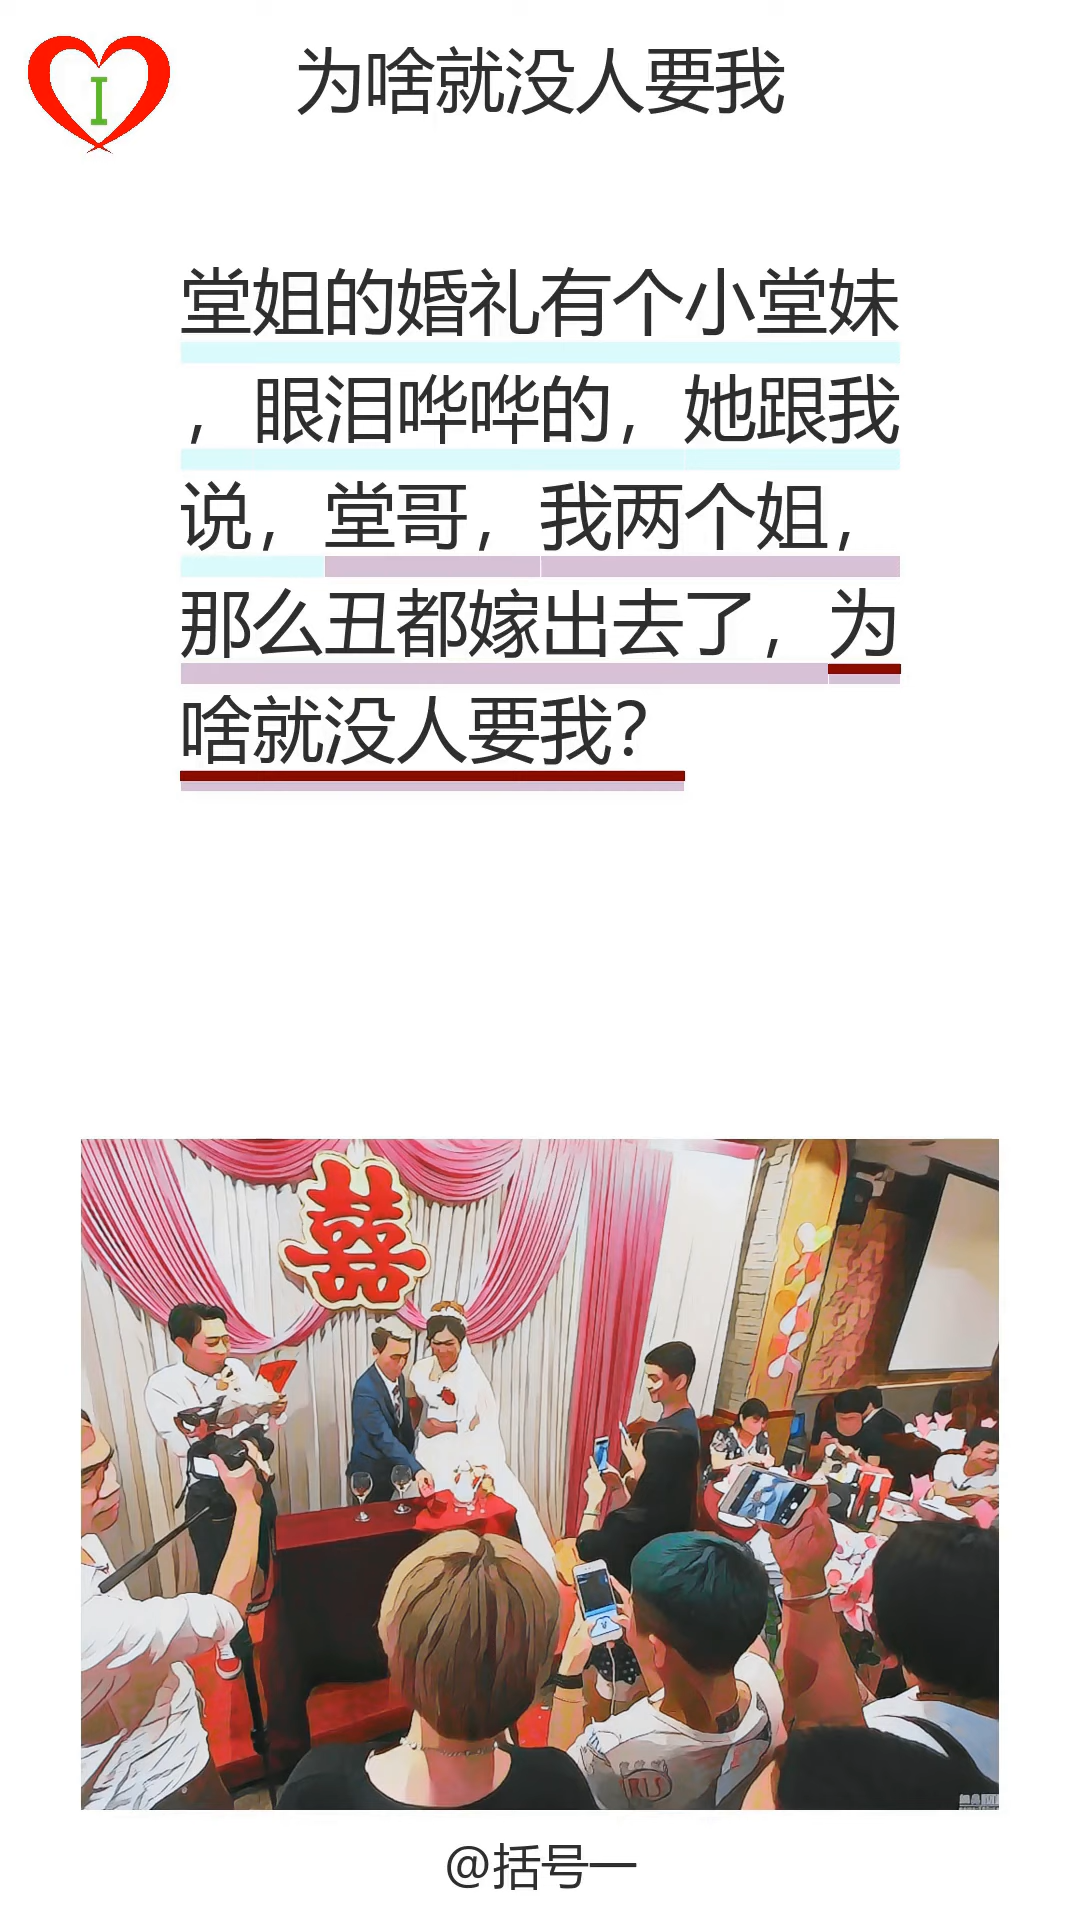 I
为啥就没人要我
堂姐的婚礼有个小堂妹
，眼泪哗哗的，她跟我
说，堂哥，我两个姐，
那么丑都嫁出去了，为
啥就没人要我？
囍
@括号一